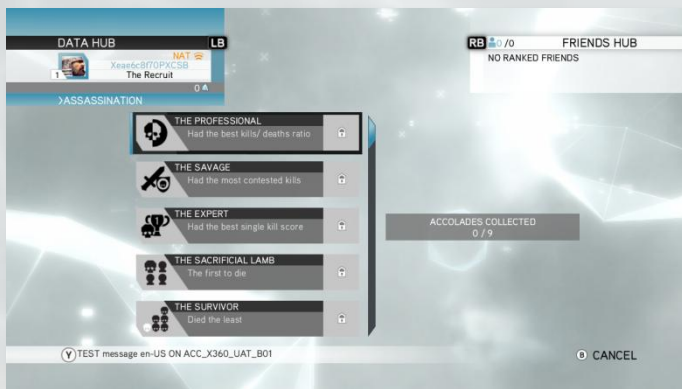 DATA HUB LB
NAT
Xeae6c8f70PXCSB
1 The Recruit
0
>ASSASSINATION
RB 0 /0 FRIENDS HUB
NO RANKED FRIENDS
THE PROFESSIONAL
Had the best kills/ deaths ratio
THE SAVAGE
Had the most contested kills
THE EXPERT
Had the best single kill score
THE SACRIFICIAL LAMB
The first to die
THE SURVIVOR
Died the least
ACCOLADES COLLECTED
0 / 9
Y TEST message en-US ON ACC_X360_UAT_B01
B CANCEL